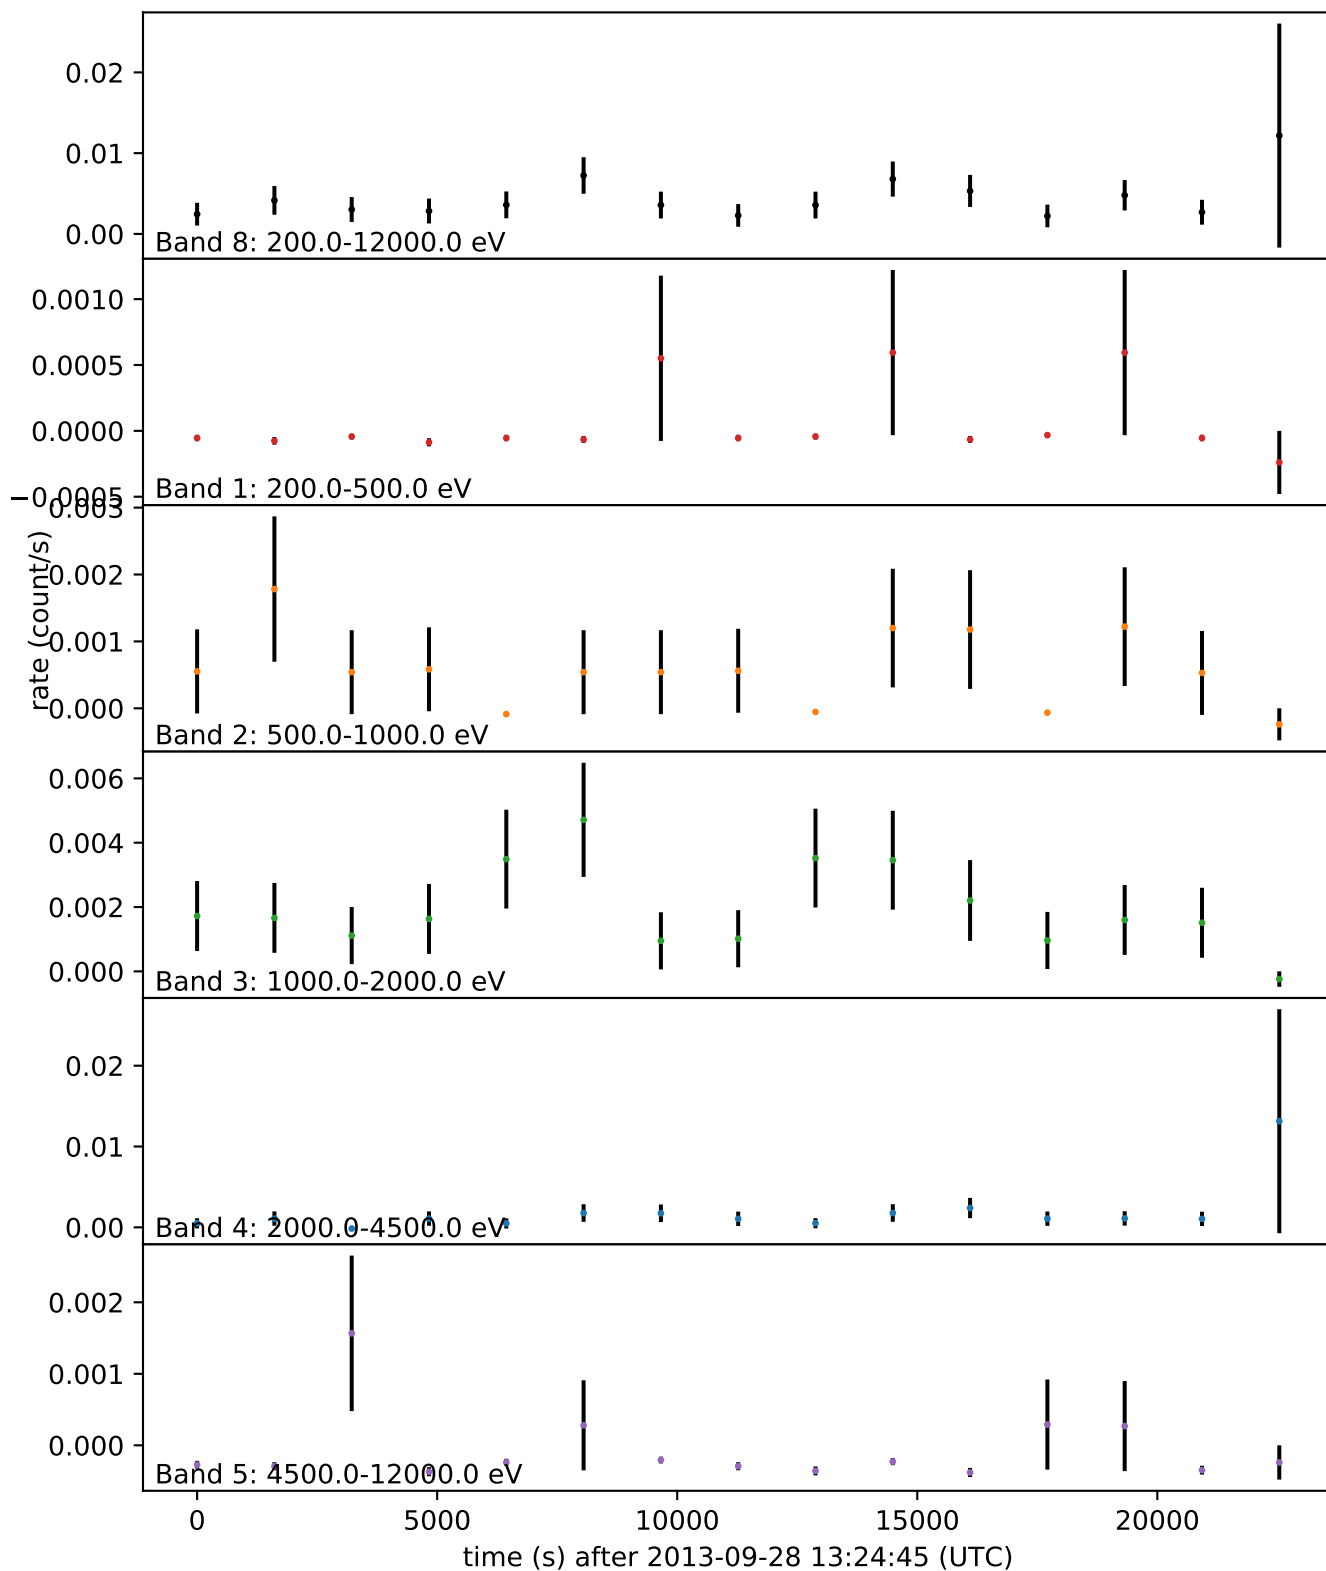 0.02
0.01
0.00
Band 8: 200.0-12000.0 eV
0.0010
0.0005
0.0000
−0.0005
Band 1: 200.0-500.0 eV
0.003
0.002
0.001
0.000
rate (count/s)
Band 2: 500.0-1000.0 eV
0.006
0.004
0.002
0.000
Band 3: 1000.0-2000.0 eV
0.02
0.01
0.00
Band 4: 2000.0-4500.0 eV
0.002
0.001
0.000
Band 5: 4500.0-12000.0 eV
0 5000 10000 15000 20000
time (s) after 2013-09-28 13:24:45 (UTC)